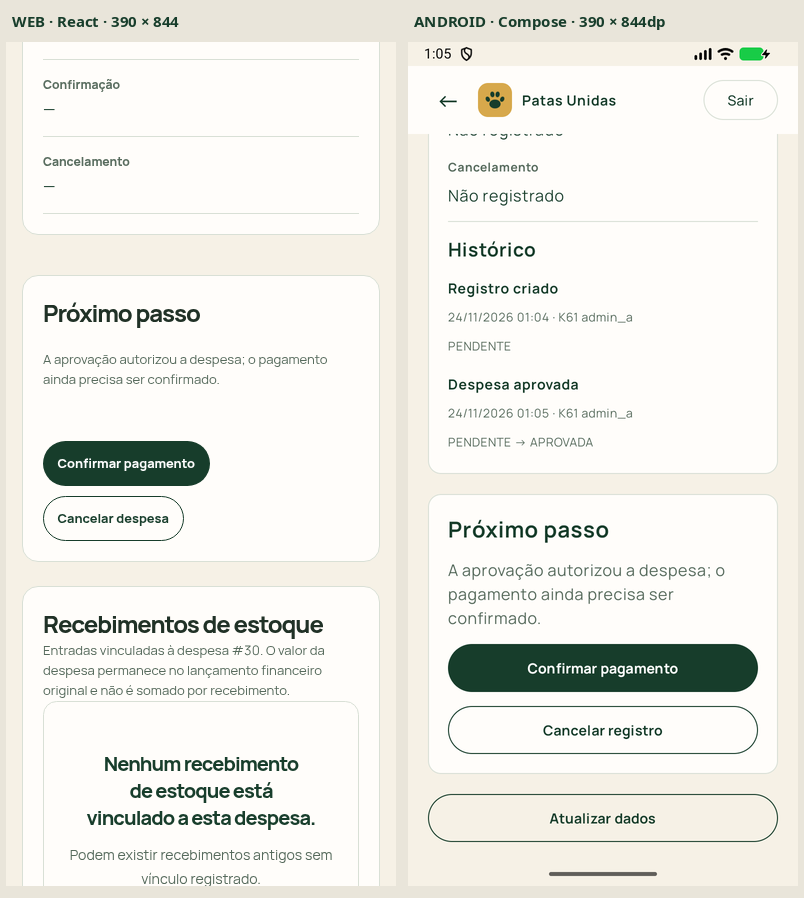 WEB · React · 390 × 844
Confirmação
—
Cancelamento
—
Próximo passo
A aprovação autorizou a despesa; o pagamento
ainda precisa ser confirmado.
Confirmar pagamento
Cancelar despesa
Recebimentos de estoque
Entradas vinculadas à despesa #30. O valor da
despesa permanece no lançamento financeiro
original e não é somado por recebimento.
Nenhum recebimento
de estoque está
vinculado a esta despesa.
Podem existir recebimentos antigos sem
vínculo registrado.
ANDROID · Compose · 390 × 844dp
1:05
Patas Unidas
Sair
Não registrado
Cancelamento
Não registrado
Histórico
Registro criado
24/11/2026 01:04 · K61 admin_a
PENDENTE
Despesa aprovada
24/11/2026 01:05 · K61 admin_a
PENDENTE → APROVADA
Próximo passo
A aprovação autorizou a despesa; o
pagamento ainda precisa ser
confirmado.
Confirmar pagamento
Cancelar registro
Atualizar dados